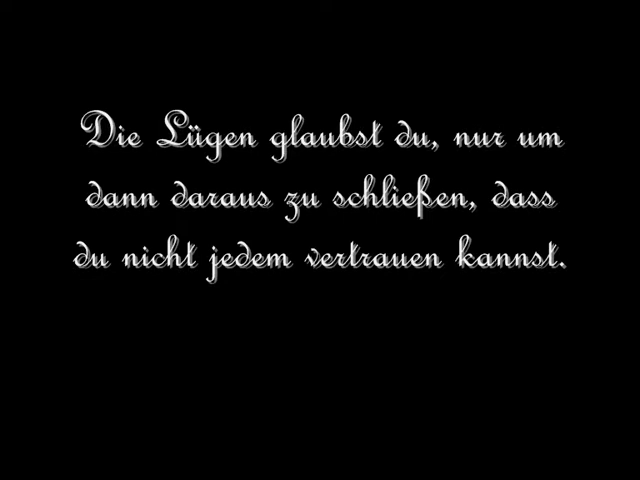 Die Lügen glaubst du, nur um
dann daraus zu schließen, dass
du nicht jedem vertrauen kannst.